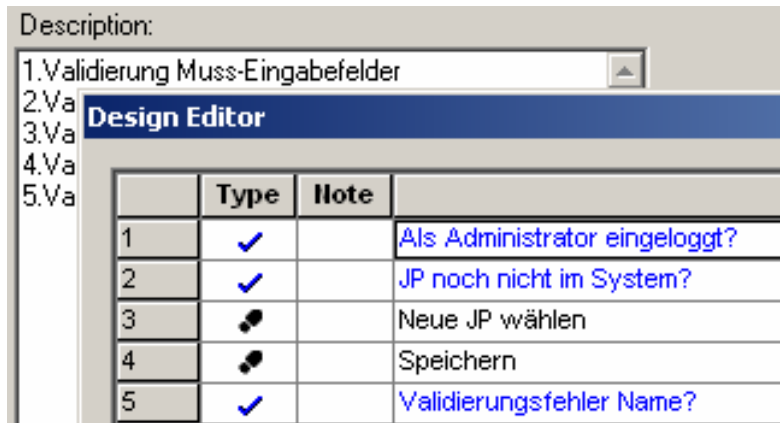 Description:
1.Validierung Muss-Eingabefelder
2.Va
3.Va
4.Va
5.Va
Design Editor
Type Note
1 Als Administrator eingeloggt?
2 JP noch nicht im System?
3 Neue JP wählen
4 Speichern
5 Validierungsfehler Name?